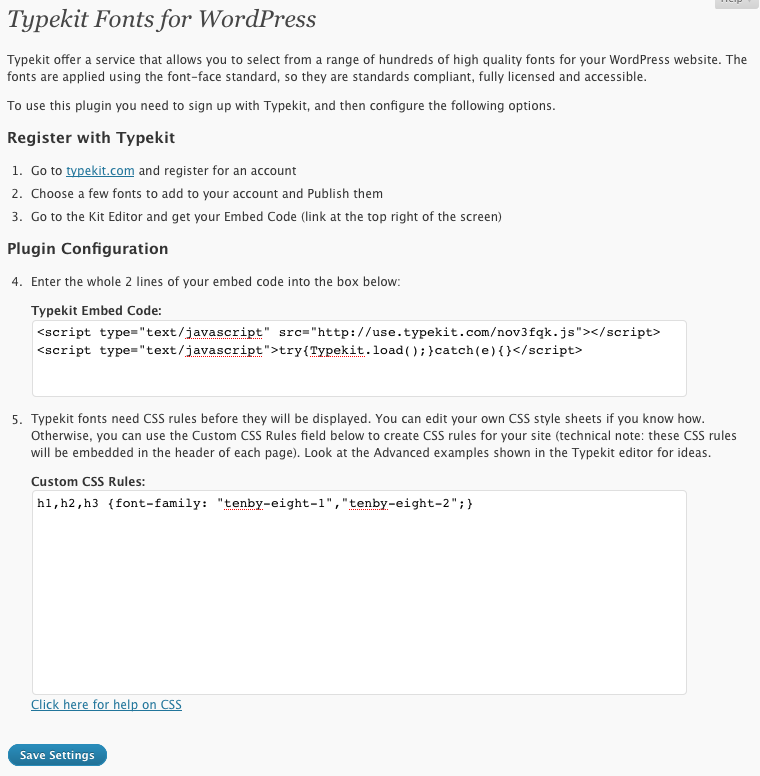 Help
Typekit Fonts for WordPress
Typekit offer a service that allows you to select from a range of hundreds of high quality fonts for your WordPress website. The
fonts are applied using the font-face standard, so they are standards compliant, fully licensed and accessible.
To use this plugin you need to sign up with Typekit, and then configure the following options.
Register with Typekit
1. Go to typekit.com and register for an account
2. Choose a few fonts to add to your account and Publish them
3. Go to the Kit Editor and get your Embed Code (link at the top right of the screen)
Plugin Configuration
4. Enter the whole 2 lines of your embed code into the box below:
Typekit Embed Code:
<script type="text/javascript" src="http://use.typekit.com/nov3fqk.js"></script>
<script type="text/javascript">try{Typekit.load();}catch(e){}</script>
5. Typekit fonts need CSS rules before they will be displayed. You can edit your own CSS style sheets if you know how.
Otherwise, you can use the Custom CSS Rules field below to create CSS rules for your site (technical note: these CSS rules
will be embedded in the header of each page). Look at the Advanced examples shown in the Typekit editor for ideas.
Custom CSS Rules:
h1,h2,h3 {font-family: "tenby-eight-1","tenby-eight-2";}
Click here for help on CSS
Save Settings